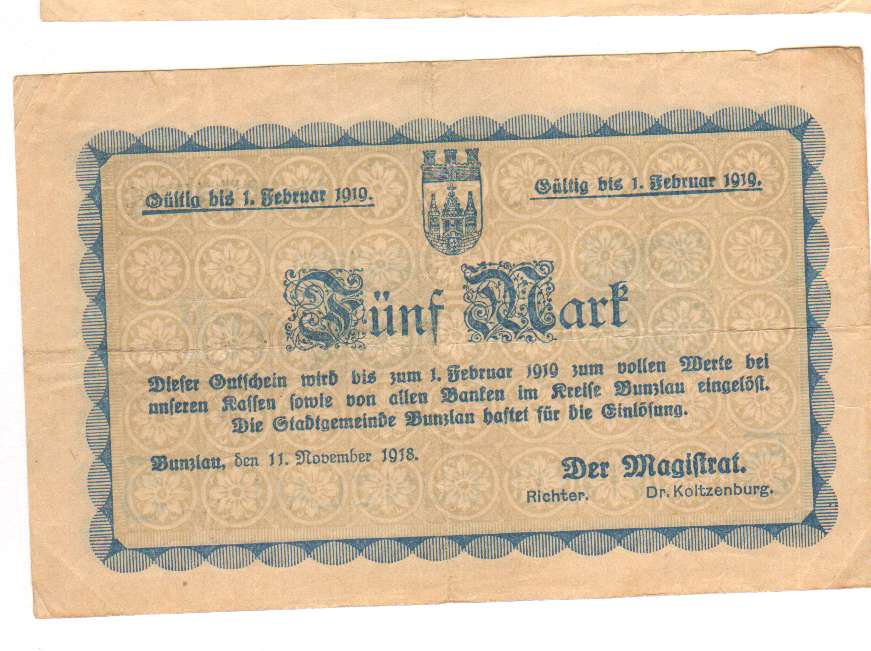 Gültig bis 1. Februar 1919.
Gültig bis 1. Februar 1919.
Fünf Mark
Dieser Gutschein wird bis zum 1. Februar 1919 zum vollen Werte bei
unseren Kassen sowie von allen Banken im Kreise Bunzlau eingelöst.
Die Stadtgemeinde Bunzlau haftet für die Einlösung.
Bunzlau, den 11. November 1918.
Der Magistrat.
Richter. Dr. Koltzenburg.